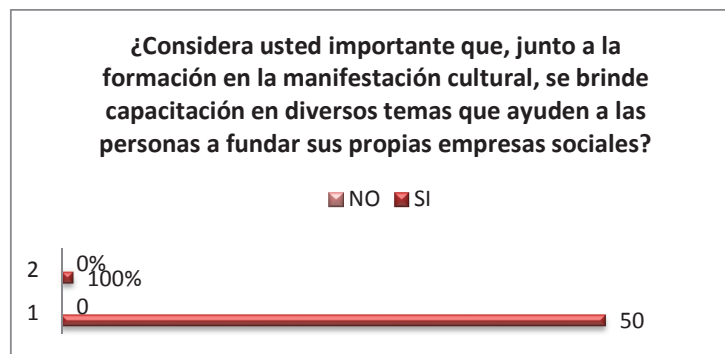 ¿Considera usted importante que, junto a la
formación en la manifestación cultural, se brinde
capacitación en diversos temas que ayuden a las
personas a fundar sus propias empresas sociales?
NO SI
2 0%
100%
1 0
50